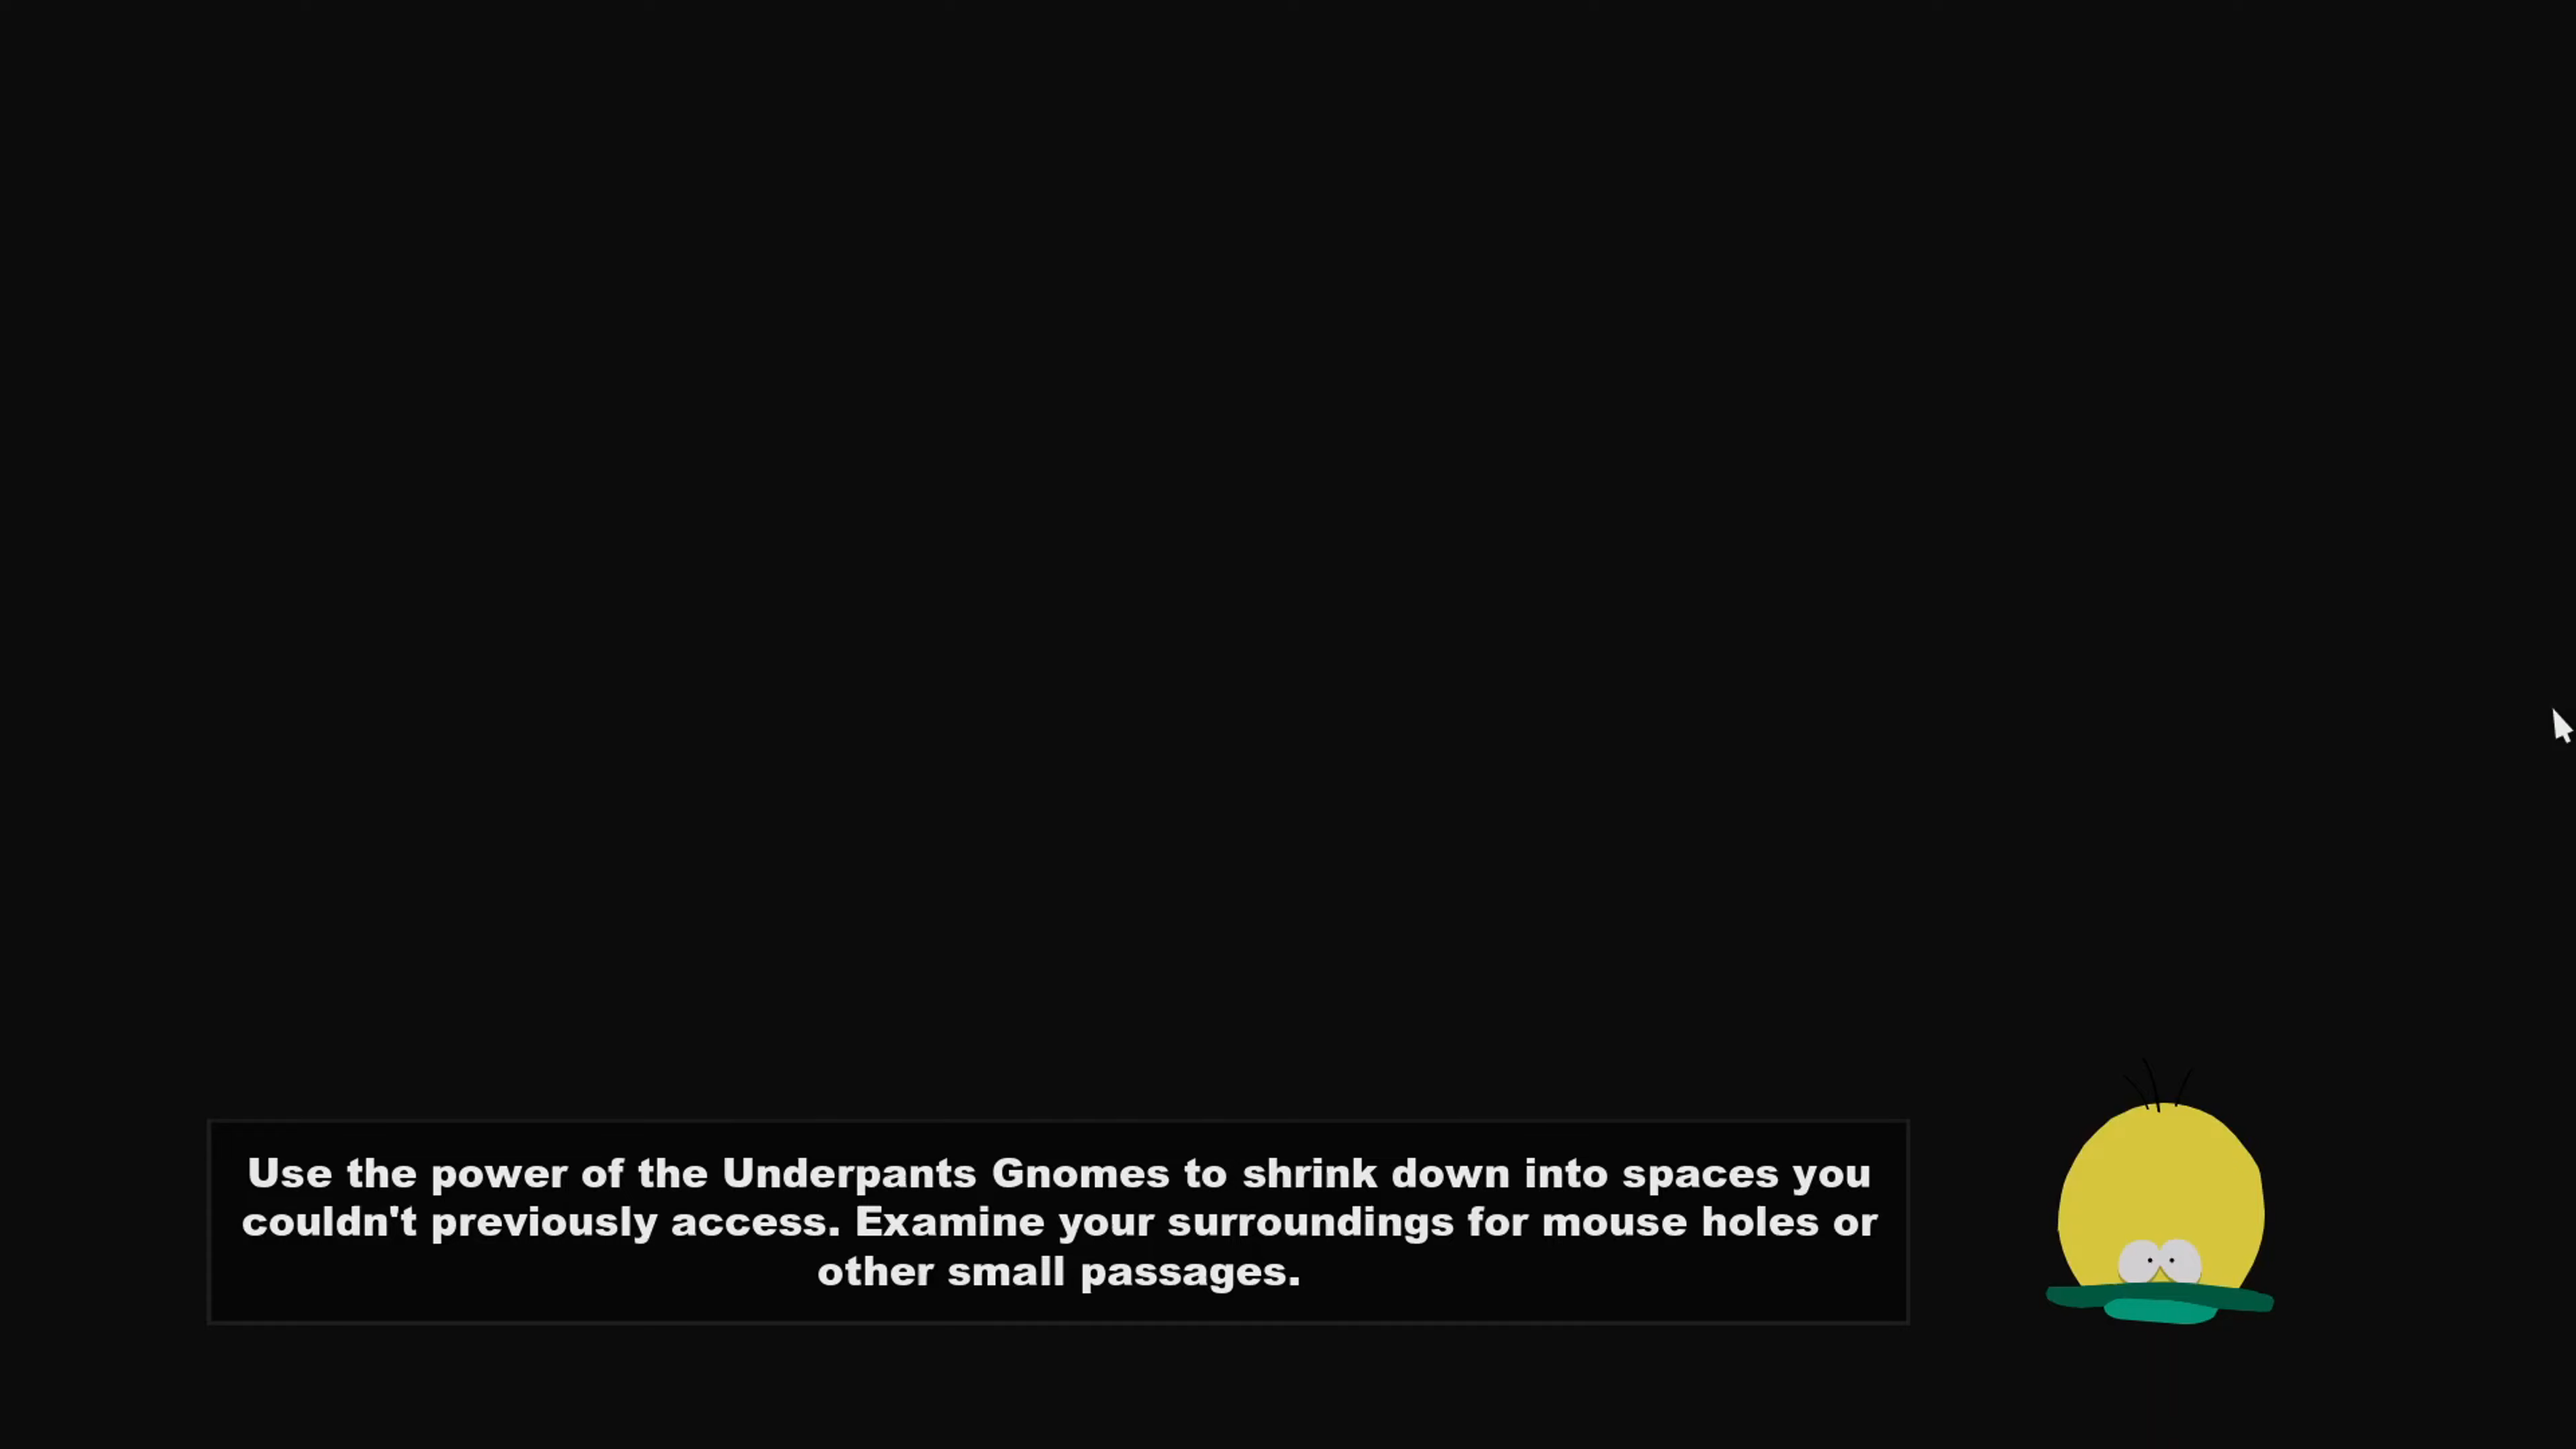 Use the power of the Underpants Gnomes to shrink down into spaces you
couldn't previously access. Examine your surroundings for mouse holes or
other small passages.